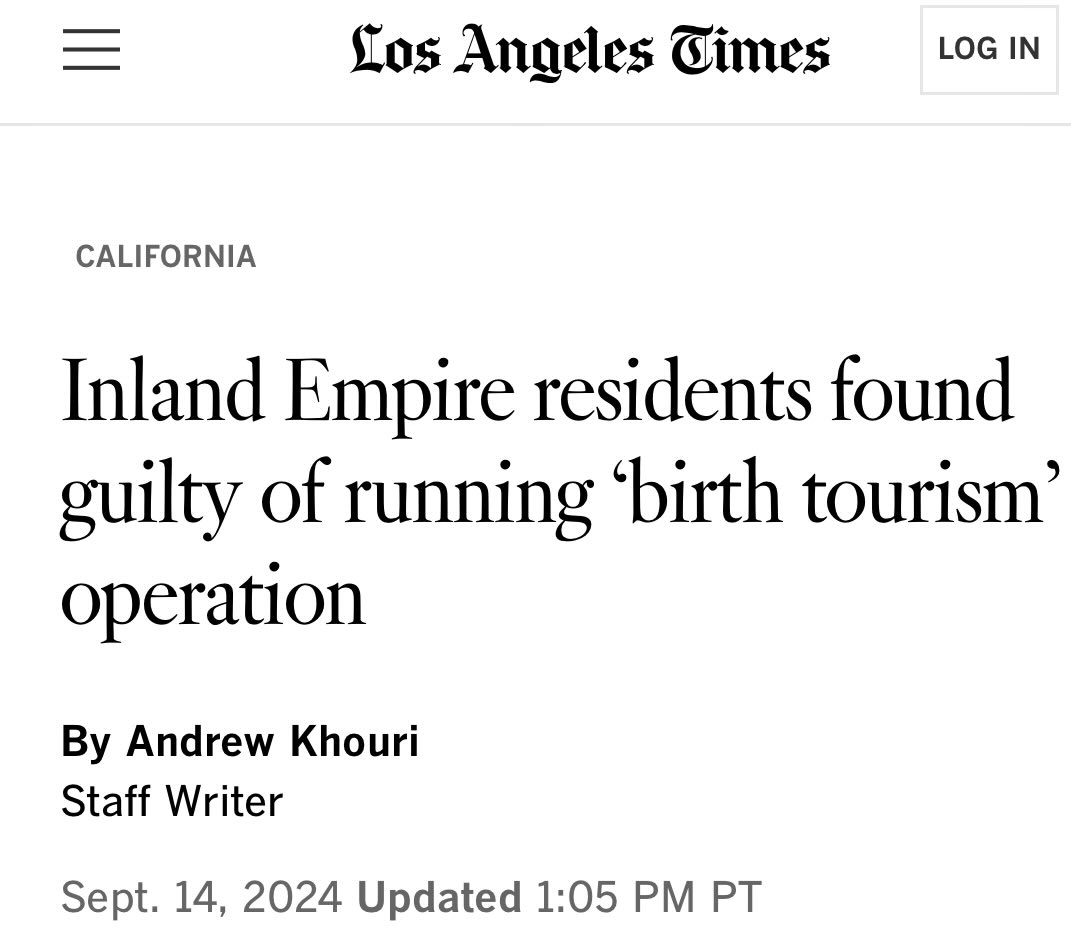 Los Angeles Times
LOG IN
CALIFORNIA
Inland Empire residents found
guilty of running ‘birth tourism’
operation
By Andrew Khouri
Staff Writer
Sept. 14, 2024 Updated 1:05 PM PT